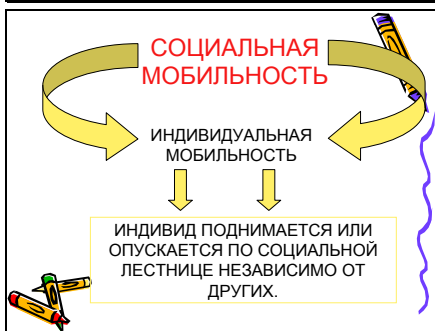 СОЦИАЛЬНАЯ
МОБИЛЬНОСТЬ
ИНДИВИДУАЛЬНАЯ
МОБИЛЬНОСТЬ
ИНДИВИД ПОДНИМАЕТСЯ ИЛИ
ОПУСКАЕТСЯ ПО СОЦИАЛЬНОЙ
ЛЕСТНИЦЕ НЕЗАВИСИМО ОТ
ДРУГИХ.